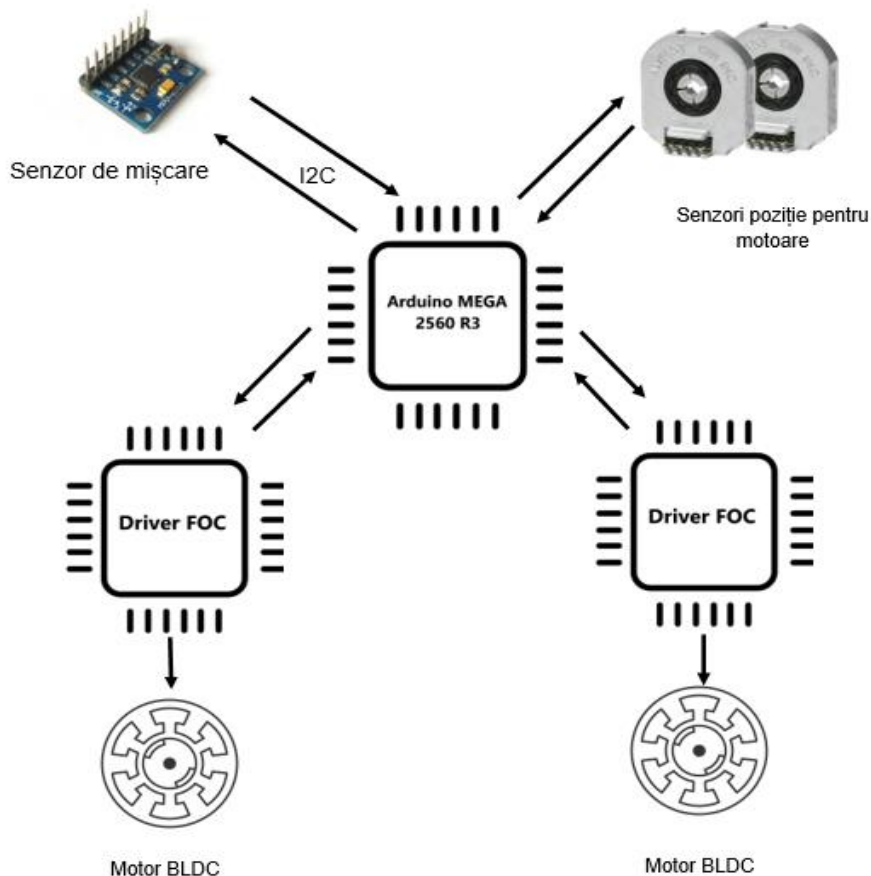 Senzor de mișcare
I2C
Senzori poziție pentru
motoare
Arduino MEGA
2560 R3
Driver FOC
Driver FOC
Motor BLDC
Motor BLDC